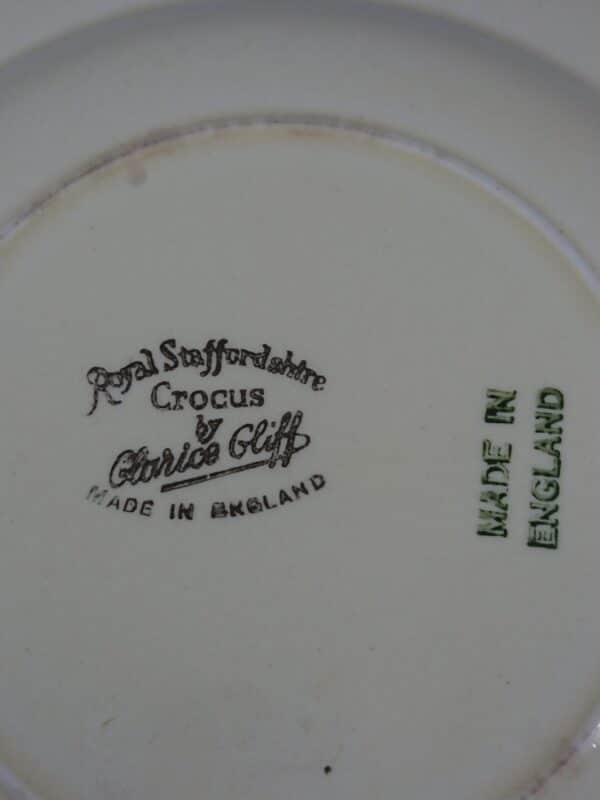 Royal Staffordshire
Crocus
by
Clarice Cliff
MADE IN ENGLAND
MADE IN
ENGLAND